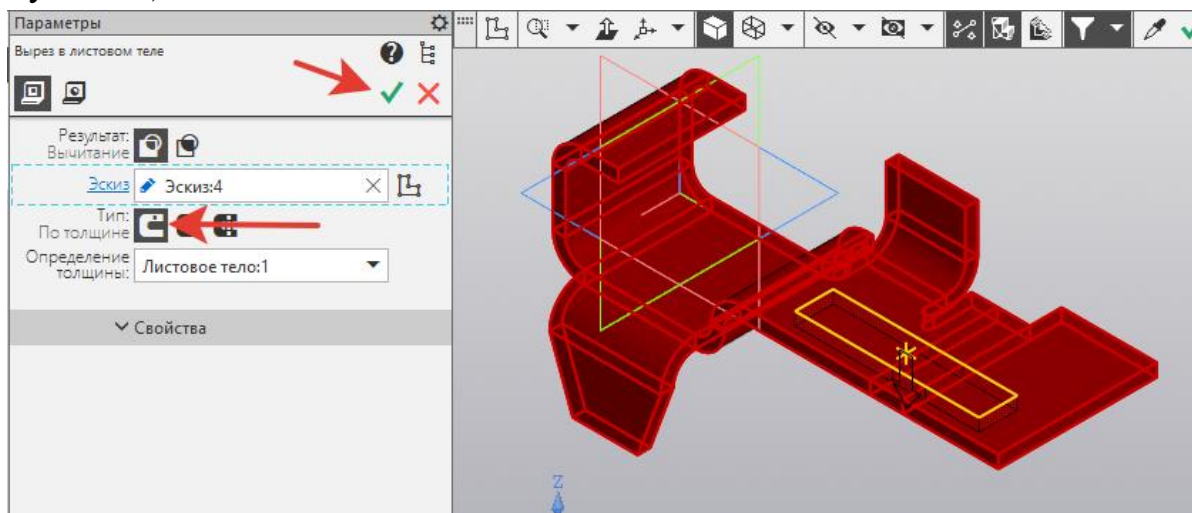 Параметры
Вырез в листовом теле
Результат:
Вычитание
Эскиз Эскиз:4
Тип:
По толщине
Определение
толщины: Листовое тело:1
Свойства
Z